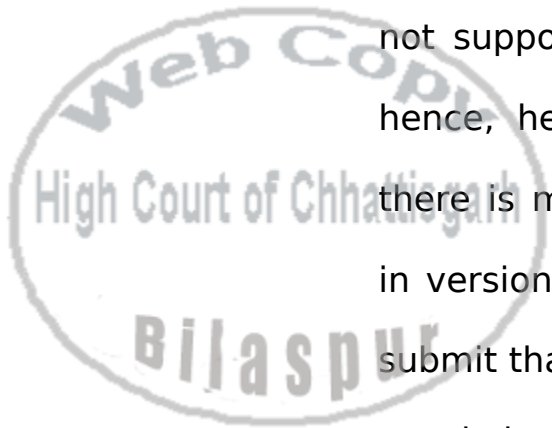 Web Copy
High Court of Chhattisgarh
Bilaspur
not suppo
hence, he
there is m
in version
submit tha